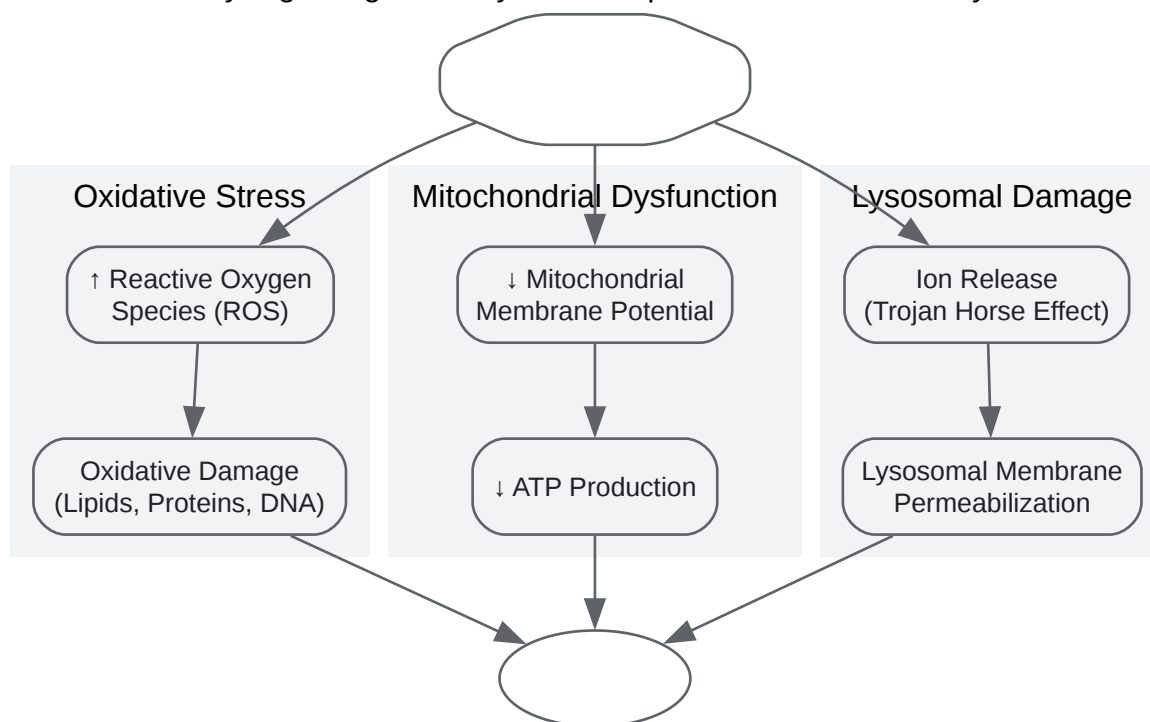 Oxidative Stress
Mitochondrial Dysfunction
Lysosomal Damage
↑ Reactive Oxygen
Species (ROS)
↓ Mitochondrial
Membrane Potential
Ion Release
(Trojan Horse Effect)
Oxidative Damage
(Lipids, Proteins, DNA)
↓ ATP Production
Lysosomal Membrane
Permeabilization